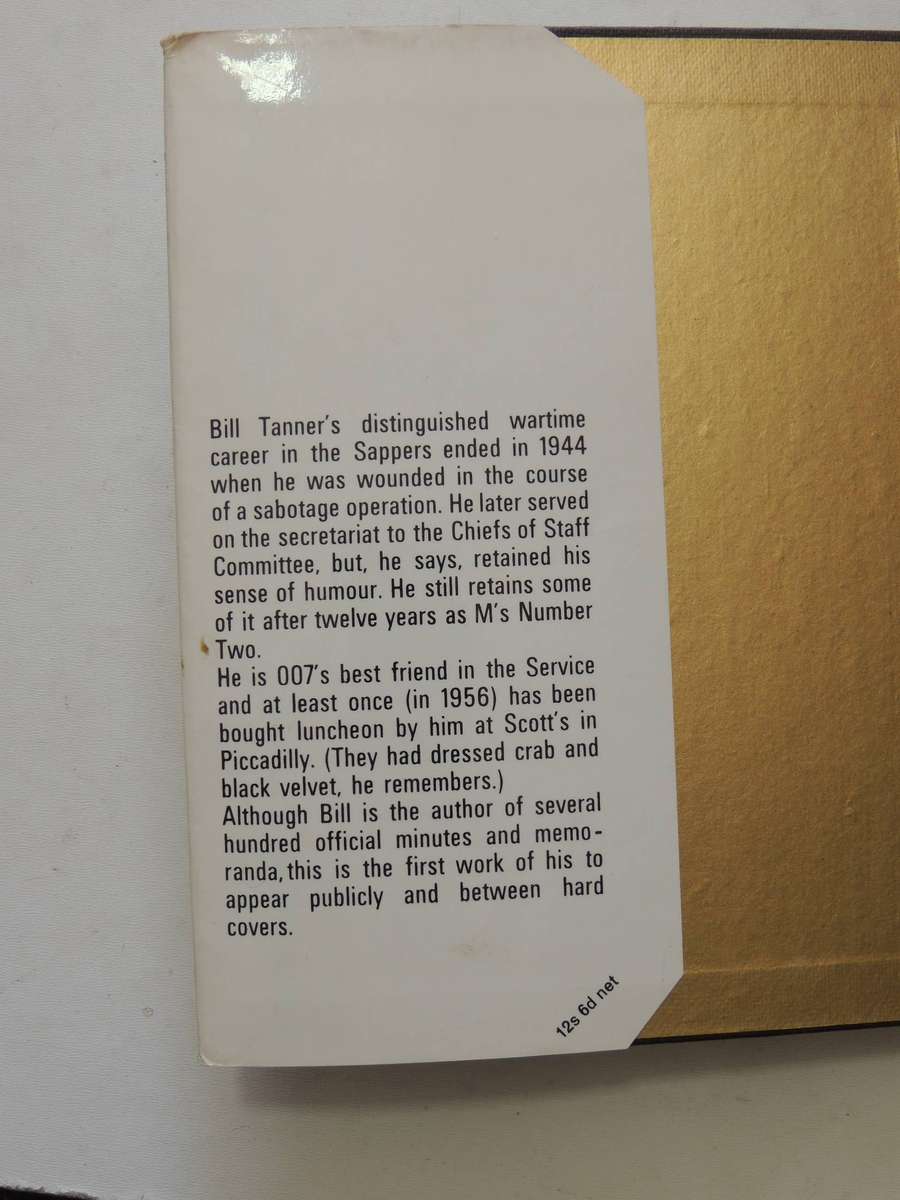 Bill Tanner's distinguished wartime
career in the Sappers ended in 1944
when he was wounded in the course
of a sabotage operation. He later served
on the secretariat to the Chiefs of Staff
Committee, but, he says, retained his
sense of humour. He still retains some
of it after twelve years as M's Number
Two.
He is 007's best friend in the Service
and at least once (in 1956) has been
bought luncheon by him at Scott's in
Piccadilly. (They had dressed crab and
black velvet, he remembers.)
Although Bill is the author of several
hundred official minutes and memo-
randa, this is the first work of his to
appear publicly and between hard
covers.
12s 6d net